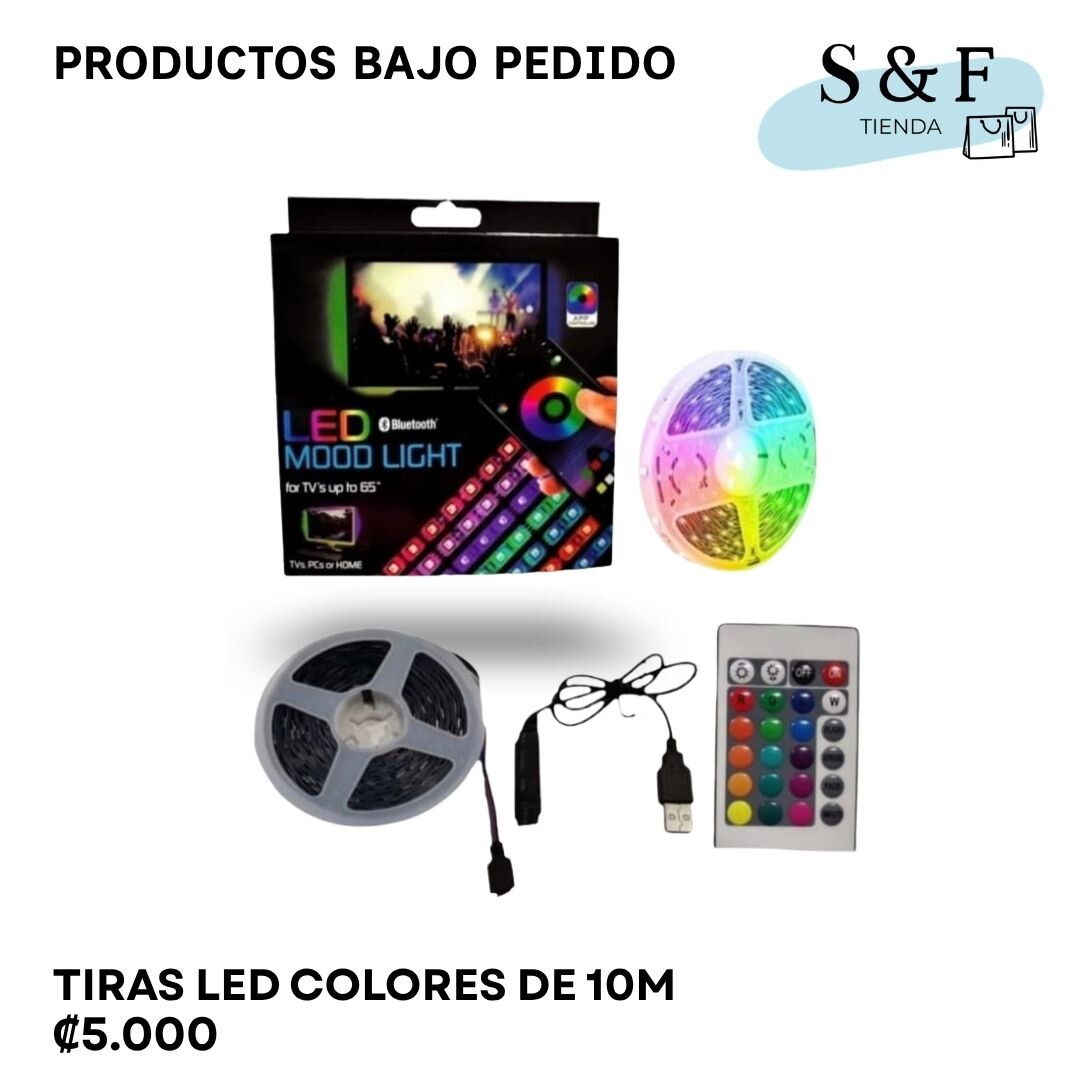 PRODUCTOS BAJO PEDIDO
S & F
TIENDA
APP
LED Bluetooth
MOOD LIGHT
for TV's up to 65"
TVs, PCs or HOME
OFF ON
R G B W
TIRAS LED COLORES DE 10M
₡5.000